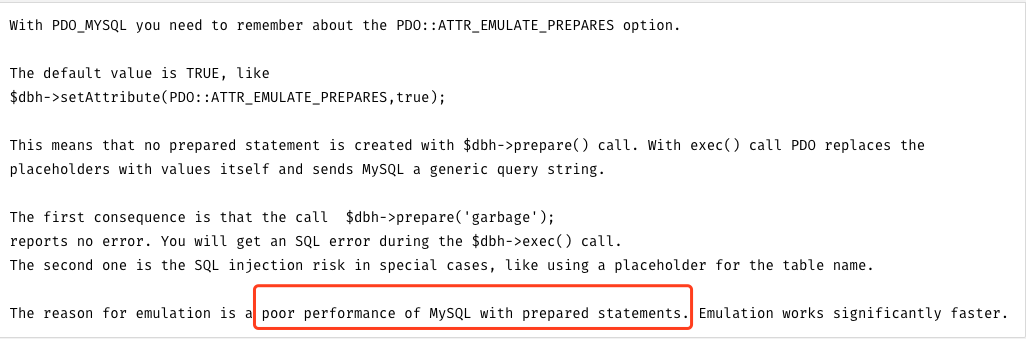 With PDO_MYSQL you need to remember about the PDO::ATTR_EMULATE_PREPARES option.
The default value is TRUE, like
$dbh->setAttribute(PDO::ATTR_EMULATE_PREPARES,true);
This means that no prepared statement is created with $dbh->prepare() call. With exec() call PDO replaces the
placeholders with values itself and sends MySQL a generic query string.
The first consequence is that the call  $dbh->prepare('garbage');
reports no error. You will get an SQL error during the $dbh->exec() call.
The second one is the SQL injection risk in special cases, like using a placeholder for the table name.
The reason for emulation is a poor performance of MySQL with prepared statements. Emulation works significantly faster.